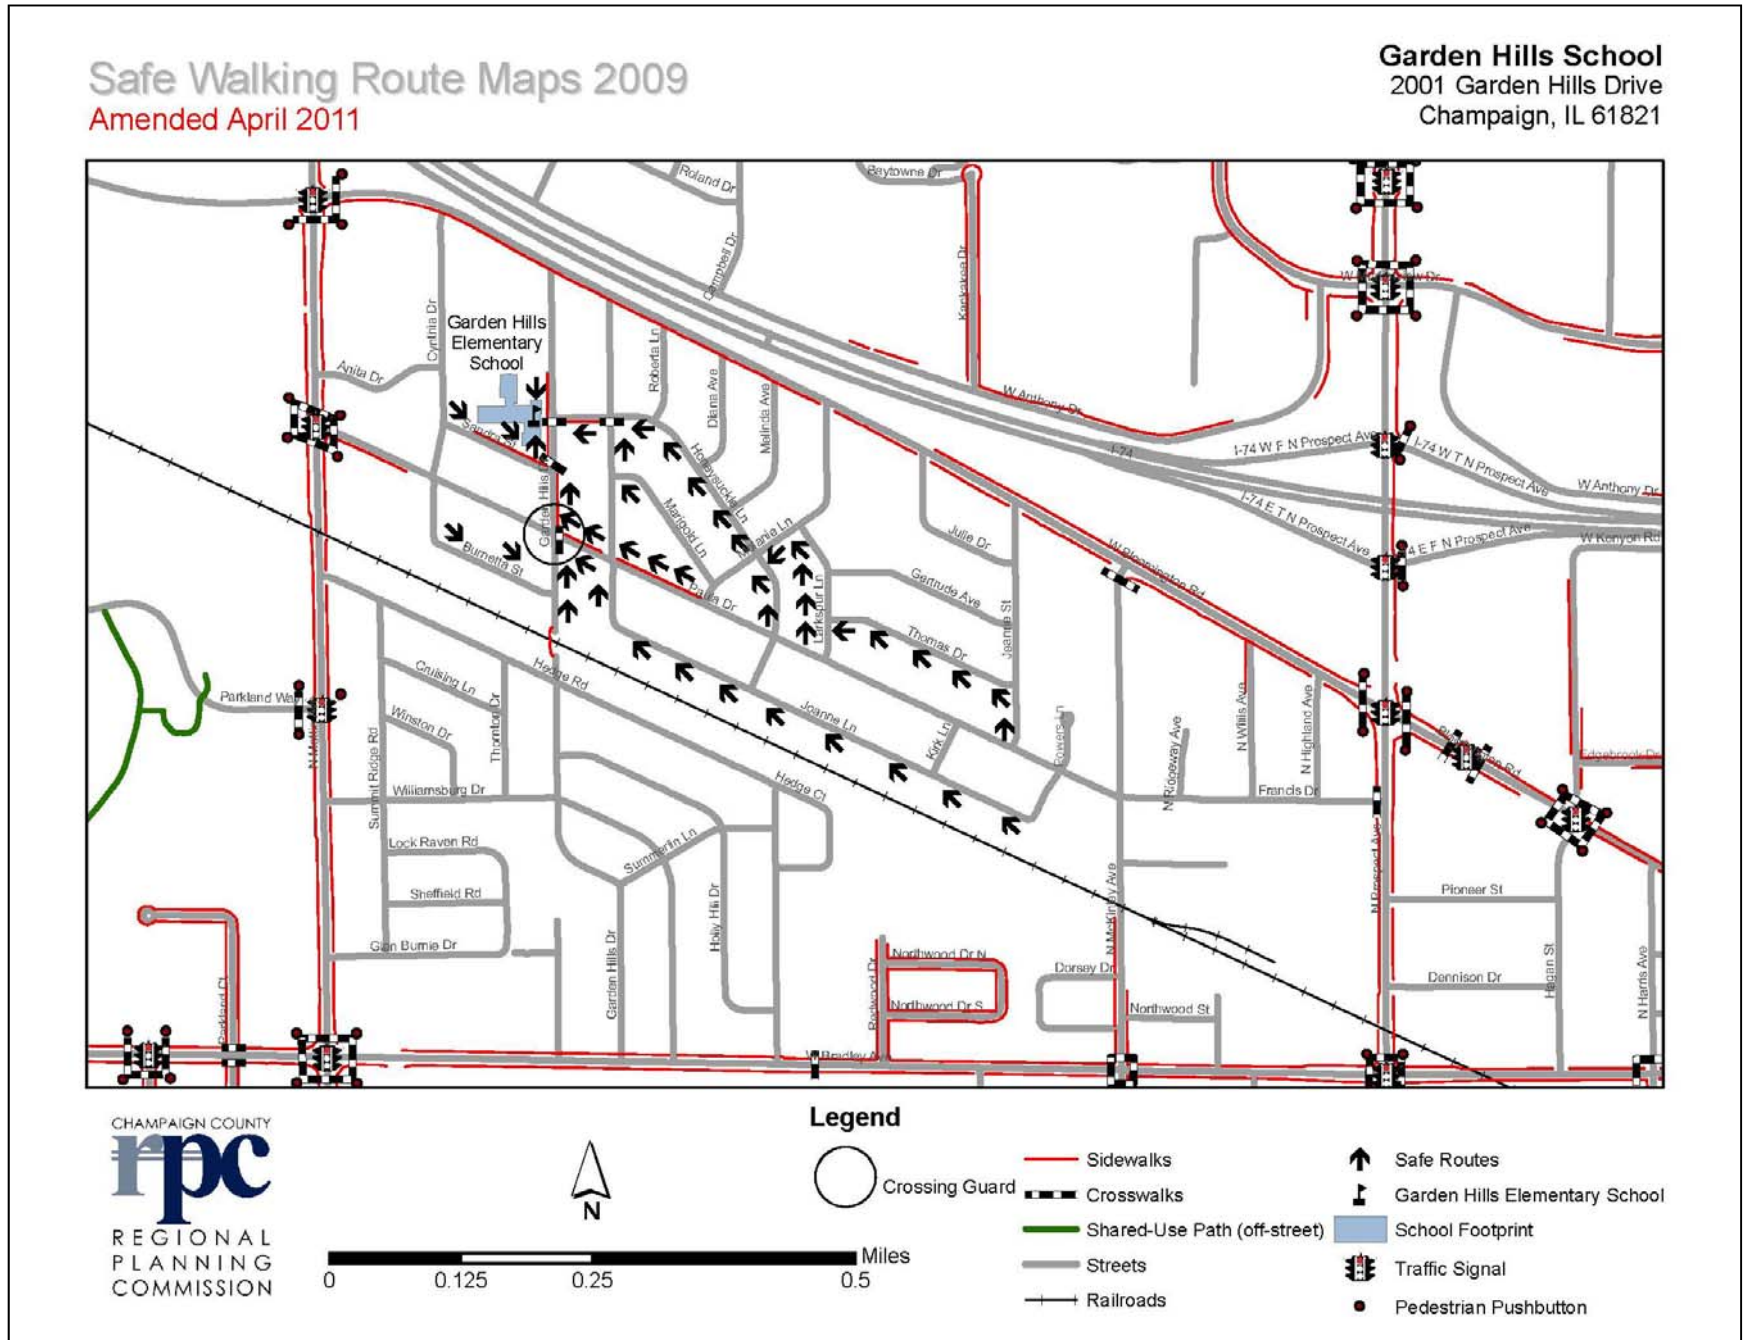 Safe Walking Route Maps 2009
Amended April 2011
Garden Hills School
2001 Garden Hills Drive
Champaign, IL 61821
Roland Dr
Baytowne Dr
Campbell Dr
Kankakee Dr
Cynthia Dr
Garden Hills
Elementary
School
Anita Dr
Roberta Ln
Diana Ave
Malinda Ave
W Anthony Dr
I-74
I-74 W F N Prospect Ave
I-74 W T N Prospect Ave
W Anthony Dr
I-74 E T N Prospect Ave
4 E F N Prospect Ave
W Kenyon Rd
Sandra St
Honeysuckle Ln
Marigold Ln
Garden Hills
Burnetta St
Paula Dr
Larkspur Ln
Julie Dr
Gertrude Ave
Thomas Dr
Joanne St
W Bloomington Rd
Hedge Rd
Cruising Ln
Winston Dr
Thornton Dr
Summit Ridge Rd
Parkland Way
Joanne Ln
Kirk Ln
Bowers Ln
N Ridgeway Ave
N Willis Ave
N Highland Ave
Francis Dr
Edgebrook Dr
Williamsburg Dr
Hedge Ct
Lock Raven Rd
Sheffield Rd
Glen Burnie Dr
Summerlin Ln
Holly Hill Dr
Garden Hills Dr
N McKinley Ave
N Prospect Ave
Pioneer St
Dennison Dr
Hagan St
N Harris Ave
Northwood Dr N
Northwood Dr S
Redwood Dr
Dorsey Dr
Northwood St
Parkland Ct
W Bradley Ave
CHAMPAIGN COUNTY
rpc
REGIONAL
PLANNING
COMMISSION
N
0 0.125 0.25 0.5
Miles
Legend
Crossing Guard
Sidewalks
Crosswalks
Shared-Use Path (off-street)
Streets
Railroads
Safe Routes
Garden Hills Elementary School
School Footprint
Traffic Signal
Pedestrian Pushbutton